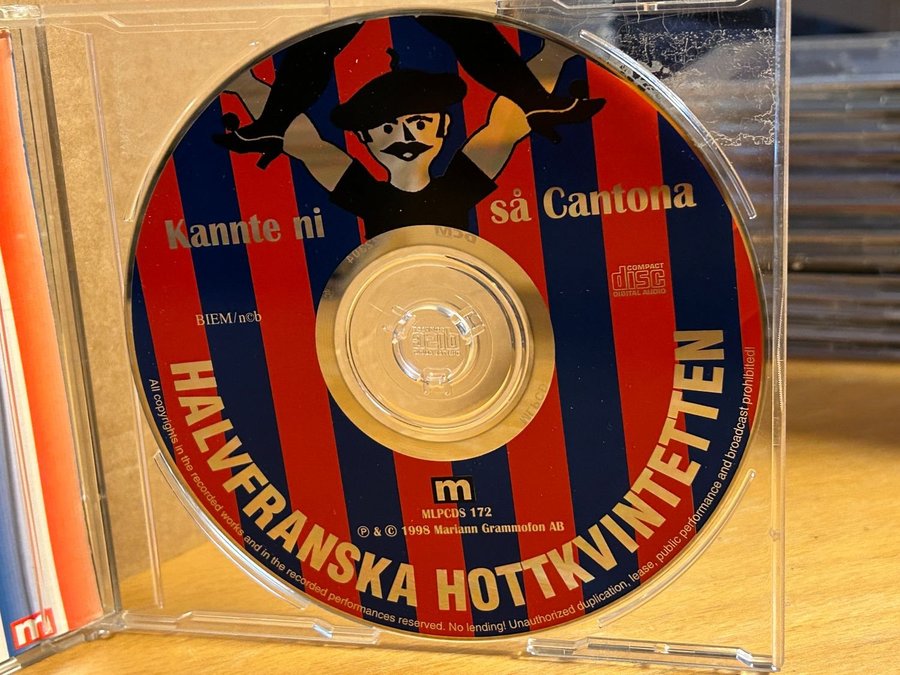 Kannte ni så Cantona
COMPACT
disc
DIGITAL AUDIO
BIEM/n©b
HALVFRANSKA HOTTKVINTETTEN
m
MLPCDS 172
℗ & © 1998 Mariann Grammofon AB
All copyrights in the recorded works and in the recorded performances reserved. No lending! Unauthorized duplication, lease, public performance and broadcast prohibited!
m